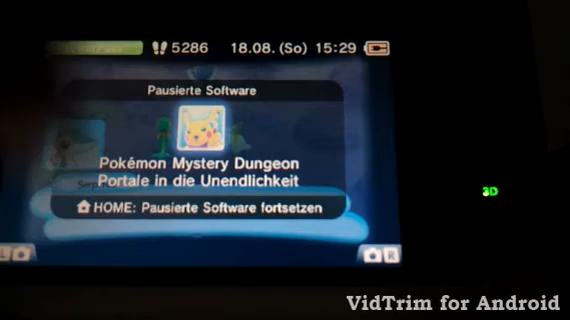 5286 18.08. (So) 15:29
Pausierte Software
Pokémon Mystery Dungeon
Portale in die Unendlichkeit
HOME: Pausierte Software fortsetzen
L R
3D
VidTrim for Android